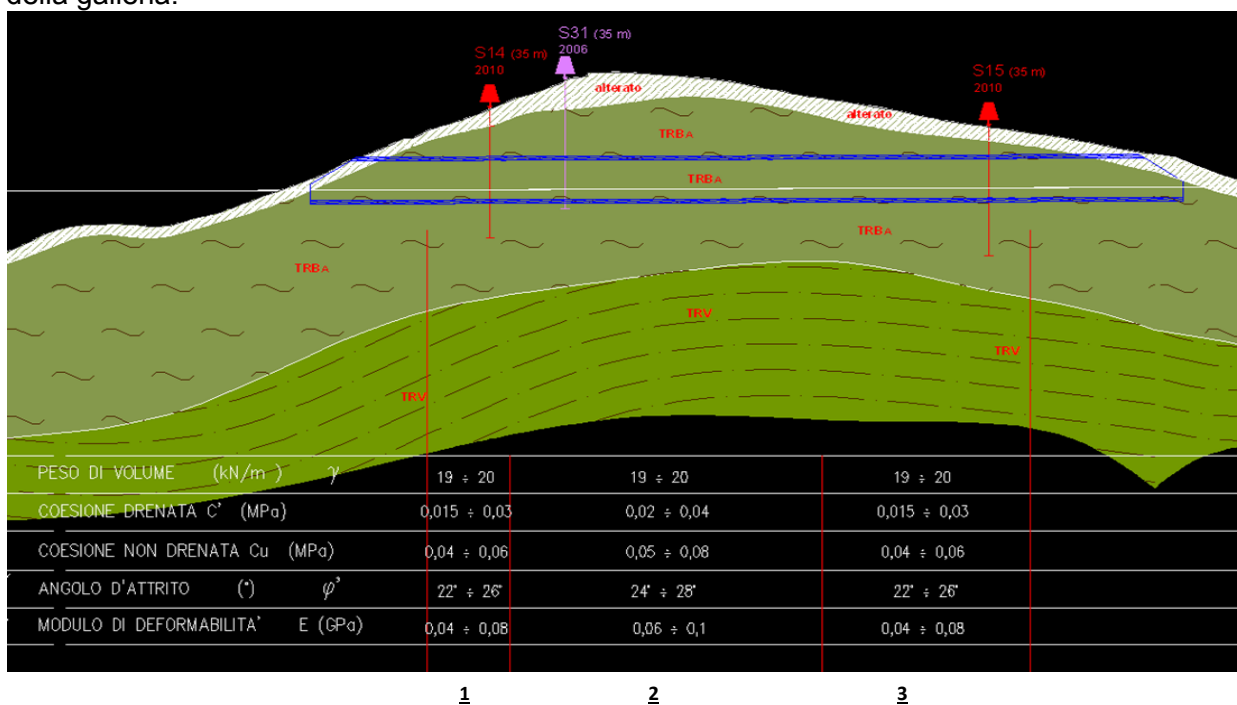 della galleria.
S31 (35 m)
2006
S14 (35 m)
2010
S15 (35 m)
2010
alterato
alterato
TRBA
TRBA
TRBA
TRBA
TRV
TRV
TRV
PESO DI VOLUME (kN/m ) γ 19 ÷ 20 19 ÷ 20 19 ÷ 20
COESIONE DRENATA C' (MPa) 0,015 ÷ 0,03 0,02 ÷ 0,04 0,015 ÷ 0,03
COESIONE NON DRENATA Cu (MPa) 0,04 ÷ 0,06 0,05 ÷ 0,08 0,04 ÷ 0,06
ANGOLO D'ATTRITO (°) φ' 22° ÷ 26° 24° ÷ 28° 22° ÷ 26°
MODULO DI DEFORMABILITA' E (GPa) 0,04 ÷ 0,08 0,06 ÷ 0,1 0,04 ÷ 0,08
1 2 3